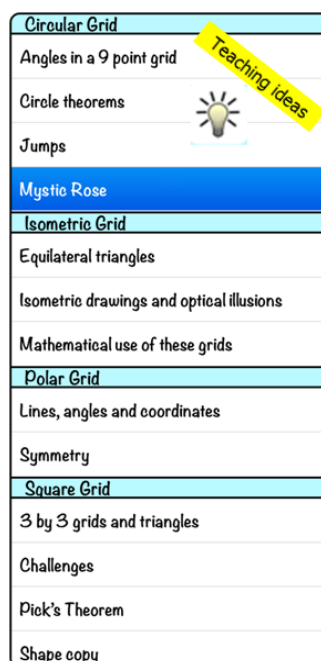 Circular Grid
Angles in a 9 point grid
Teaching ideas
Circle theorems
Jumps
Mystic Rose
Isometric Grid
Equilateral triangles
Isometric drawings and optical illusions
Mathematical use of these grids
Polar Grid
Lines, angles and coordinates
Symmetry
Square Grid
3 by 3 grids and triangles
Challenges
Pick's Theorem
Shape copy